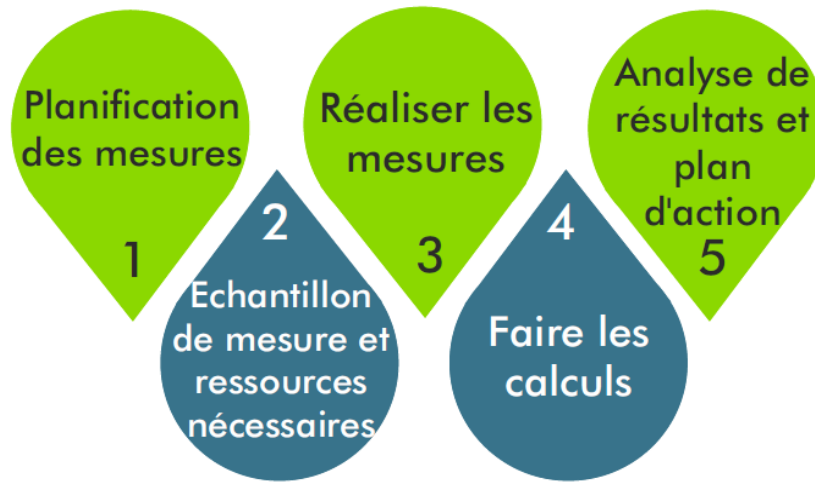 Planification
des mesures
1
2
Echantillon
de mesure et
ressources
nécessaires
Réaliser les
mesures
3
4
Faire les
calculs
Analyse de
résultats et
plan
d'action
5